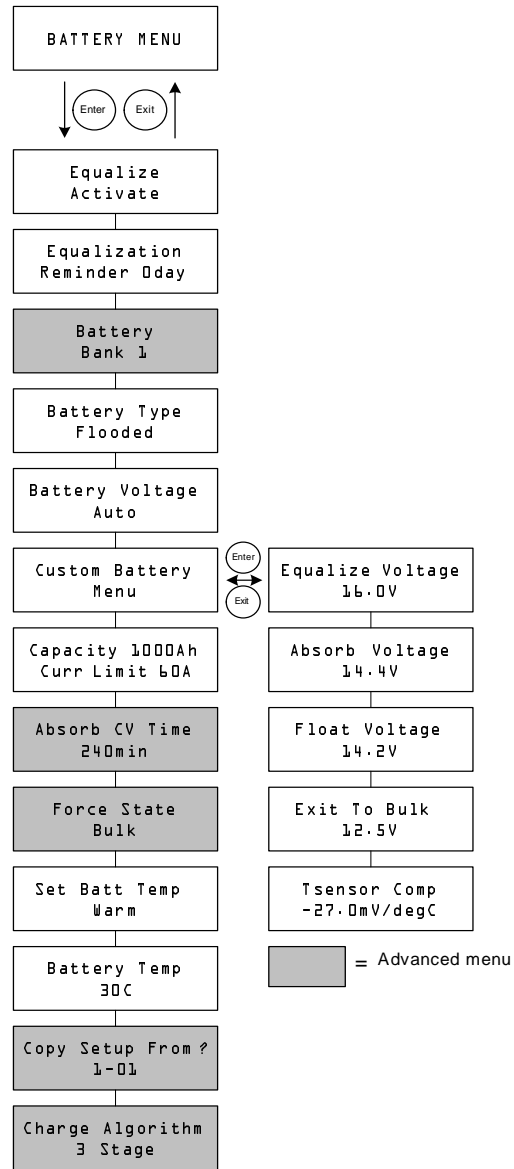 BATTERY MENU
Enter
Exit
Equalize
Activate
Equalization
Reminder 0day
Battery
Bank 1
Battery Type
Flooded
Battery Voltage
Auto
Custom Battery
Menu
Enter
Exit
Capacity 1000Ah
Curr Limit 60A
Absorb CV Time
240min
Force State
Bulk
Set Batt Temp
Warm
Battery Temp
30C
Copy Setup From?
1-01
Charge Algorithm
3 Stage
Equalize Voltage
16.0V
Absorb Voltage
14.4V
Float Voltage
14.2V
Exit To Bulk
12.5V
Tsensor Comp
-27.0mV/degC
= Advanced menu